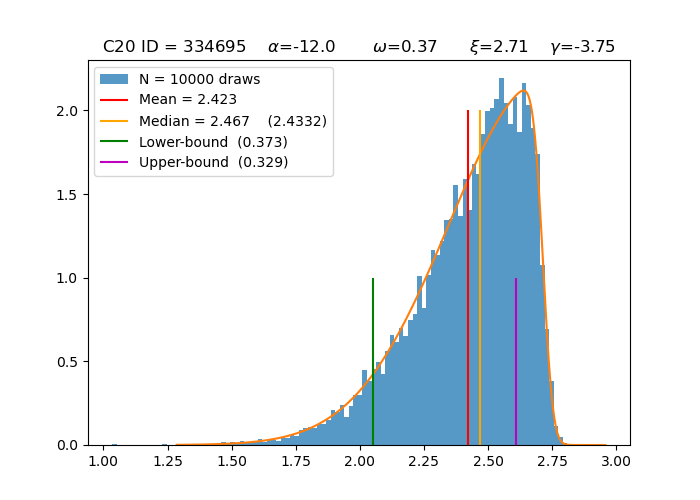 C20 ID = 334695    α=-12.0    ω=0.37    ξ=2.71    γ=-3.75
N = 10000 draws
Mean = 2.423
Median = 2.467    (2.4332)
Lower-bound  (0.373)
Upper-bound  (0.329)
2.0
1.5
1.0
0.5
0.0
1.00 1.25 1.50 1.75 2.00 2.25 2.50 2.75 3.00